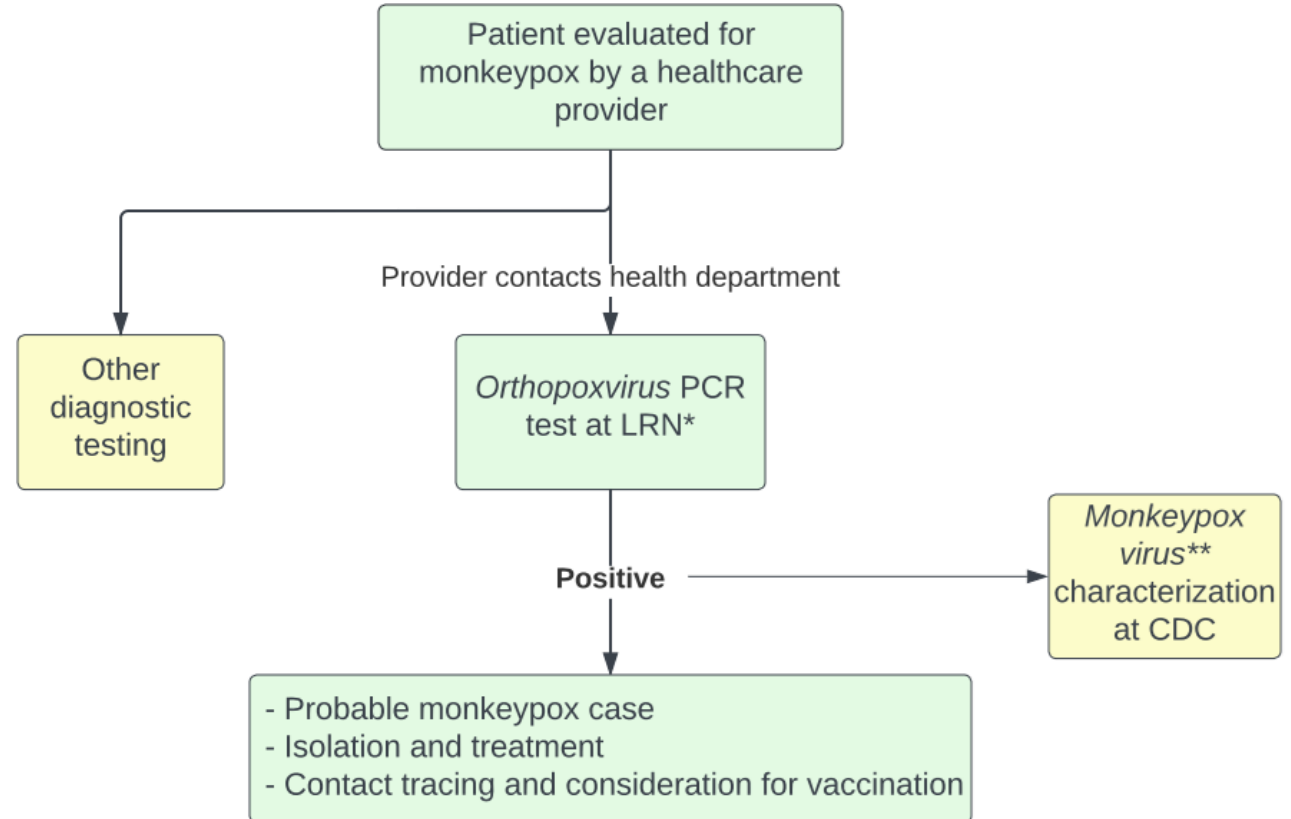 Patient evaluated for
monkeypox by a healthcare
provider
Provider contacts health department
Other
diagnostic
testing
Orthopoxvirus PCR
test at LRN*
Positive
Monkeypox
virus**
characterization
at CDC
- Probable monkeypox case
- Isolation and treatment
- Contact tracing and consideration for vaccination